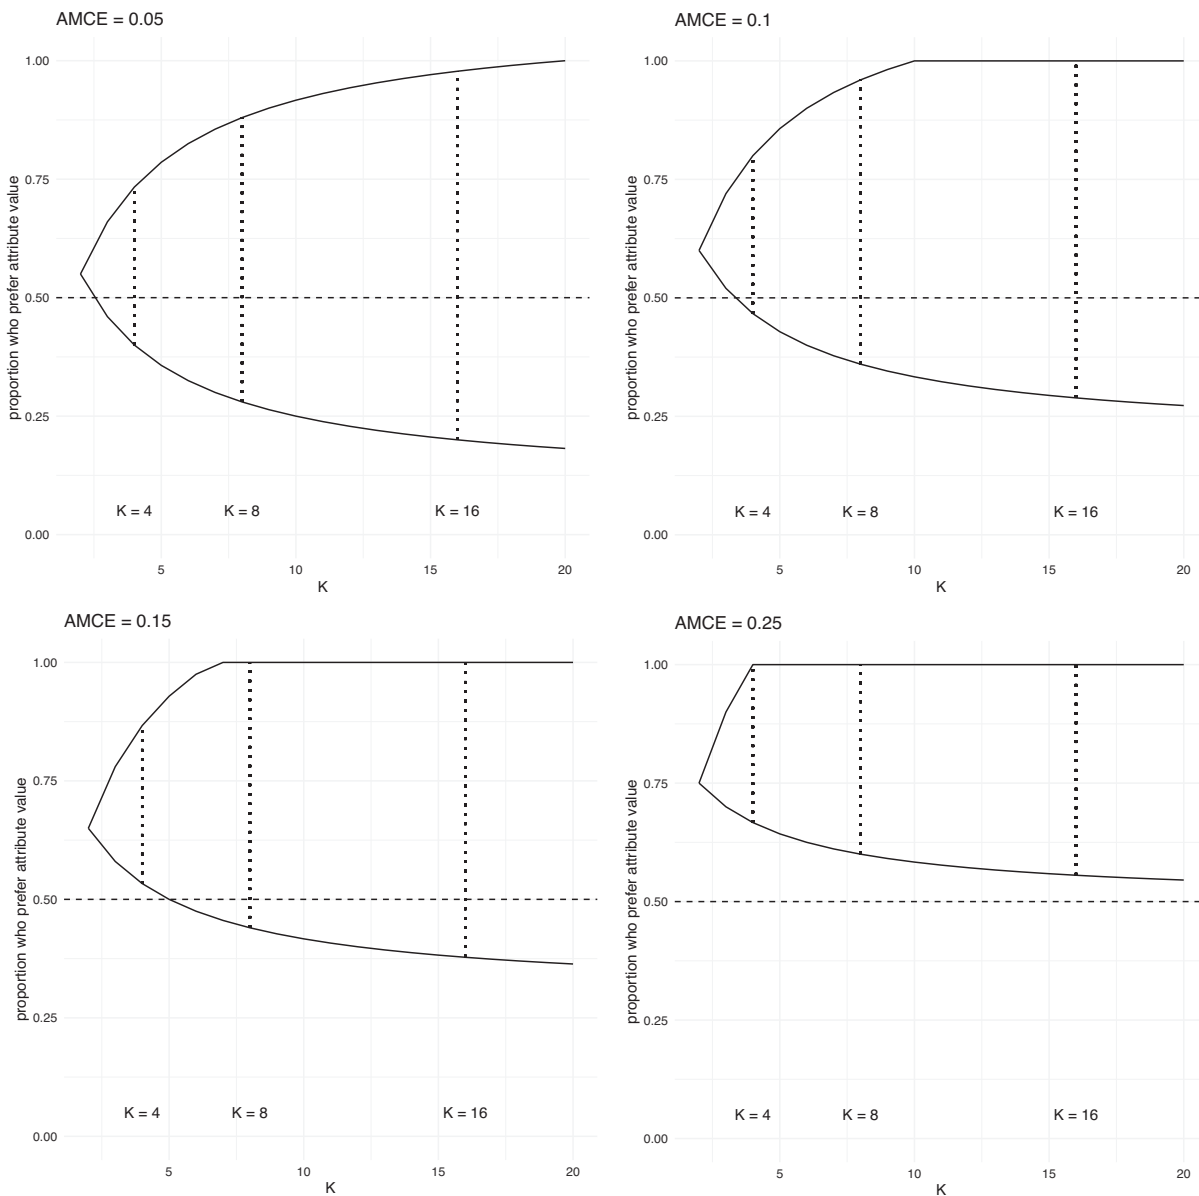 AMCE = 0.05
proportion who prefer attribute value
1.00
0.75
0.50
0.25
0.00
K = 4 K = 8 K = 16
5 10 15 20
K
AMCE = 0.1
proportion who prefer attribute value
1.00
0.75
0.50
0.25
0.00
K = 4 K = 8 K = 16
5 10 15 20
K
AMCE = 0.15
proportion who prefer attribute value
1.00
0.75
0.50
0.25
0.00
K = 4 K = 8 K = 16
5 10 15 20
K
AMCE = 0.25
proportion who prefer attribute value
1.00
0.75
0.50
0.25
0.00
K = 4 K = 8 K = 16
5 10 15 20
K